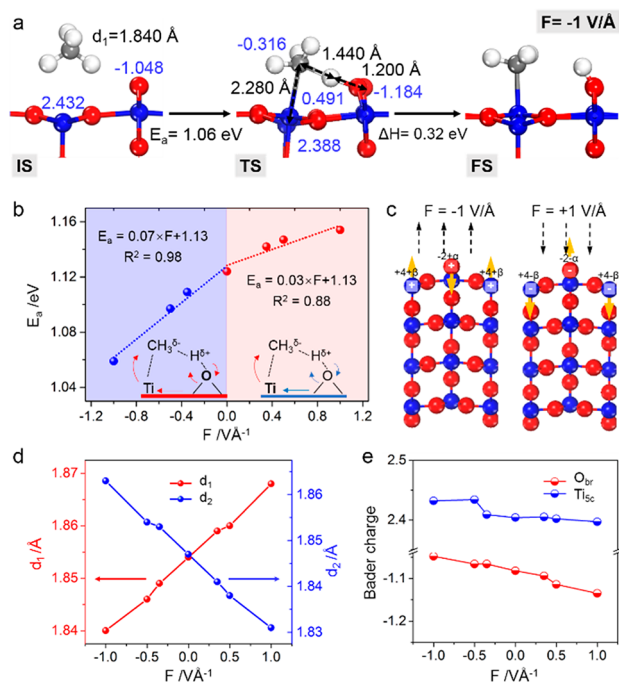 a
d₁=1.840 Å
-1.048
2.432
IS
Eₐ= 1.06 eV
-0.316
1.440 Å
1.200 Å
2.280 Å
0.491
-1.184
2.388
TS
ΔH= 0.32 eV
F= -1 V/Å
FS
b
Eₐ /eV
1.16
1.12
1.08
1.04
Eₐ = 0.07×F+1.13
R² = 0.98
Eₐ = 0.03×F+1.13
R² = 0.88
CH₃δ- Hδ+
Ti O
CH₃δ- Hδ+
Ti O
-1.2 -0.8 -0.4 0.0 0.4 0.8 1.2
F /VÅ-1
c
F = -1 V/Å
F = +1 V/Å
+4+β
-2+α
+4+β
+4-β
-2-α
+4-β
+
+
+
-
-
-
d
d₁ /Å
1.87
1.86
1.85
1.84
d₁
d₂
1.86
1.85
1.84
1.83
d₂ /Å
-1.0 -0.5 0.0 0.5 1.0
F /VÅ-1
e
Bader charge
2.5
2.4
-1.1
-1.2
Obr
Ti5c
-1.0 -0.5 0.0 0.5 1.0
F /VÅ-1